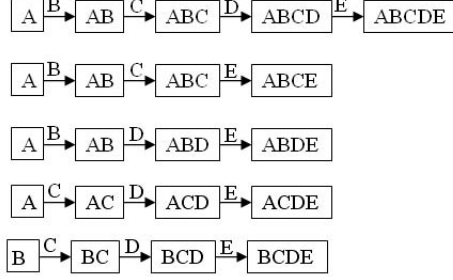 A B AB C ABC D ABCD E ABCDE
A B AB C ABC E ABCE
A B AB D ABD E ABDE
A C AC D ACD E ACDE
B C BC D BCD E BCDE